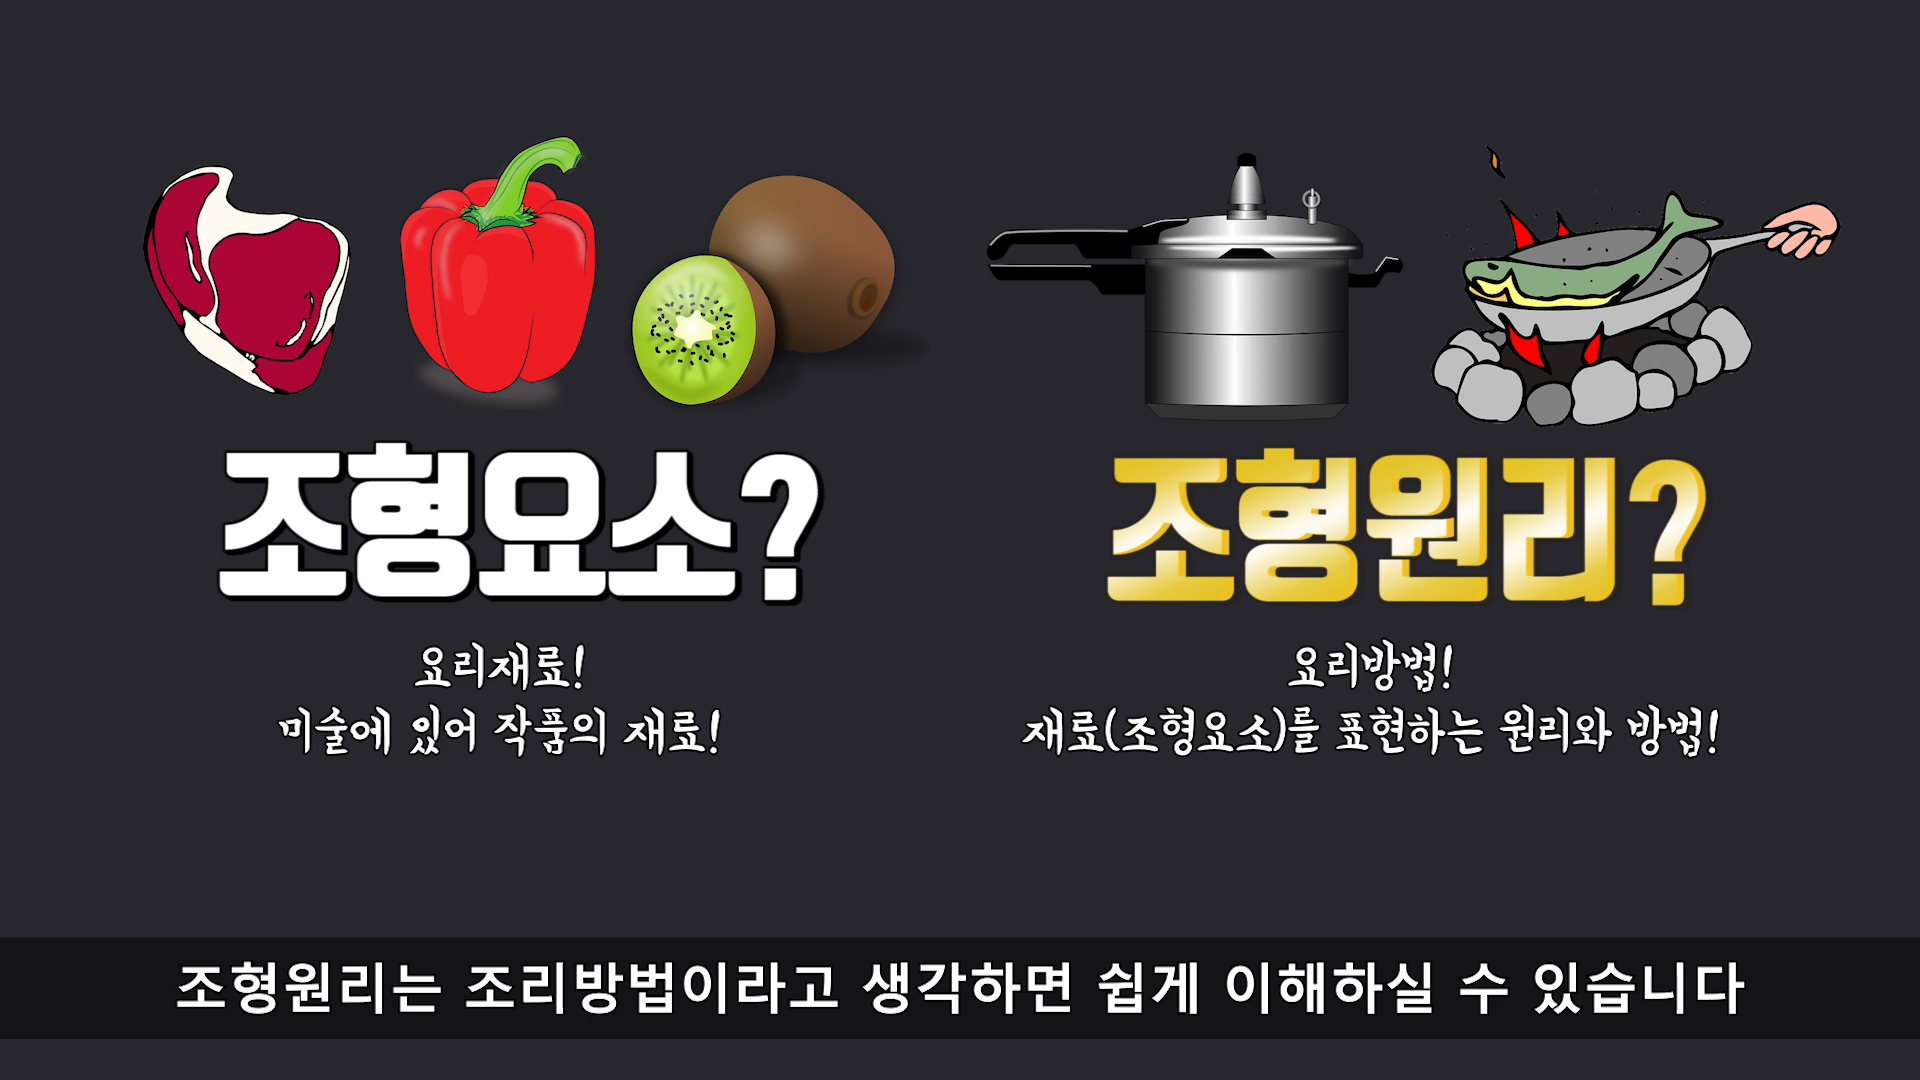 조형요소?
요리재료!
미술에 있어 작품의 재료!
조형원리?
요리방법!
재료(조형요소)를 표현하는 원리와 방법!
조형원리는 조리방법이라고 생각하면 쉽게 이해하실 수 있습니다